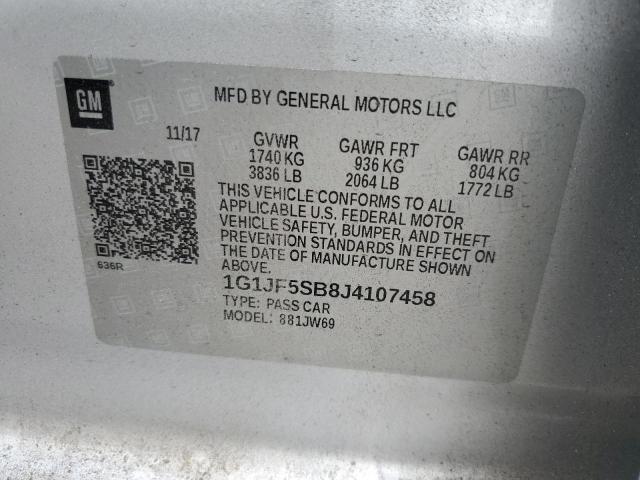 GM
MFD BY GENERAL MOTORS LLC
11/17 GVWR GAWR FRT GAWR RR
1740 KG 936 KG 804 KG
3836 LB 2064 LB 1772 LB
THIS VEHICLE CONFORMS TO ALL
APPLICABLE U.S. FEDERAL MOTOR
VEHICLE SAFETY, BUMPER, AND THEFT
PREVENTION STANDARDS IN EFFECT ON
THE DATE OF MANUFACTURE SHOWN
ABOVE.
636R
1G1JF5SB8J4107458
TYPE: PASS CAR
MODEL: 881JW69